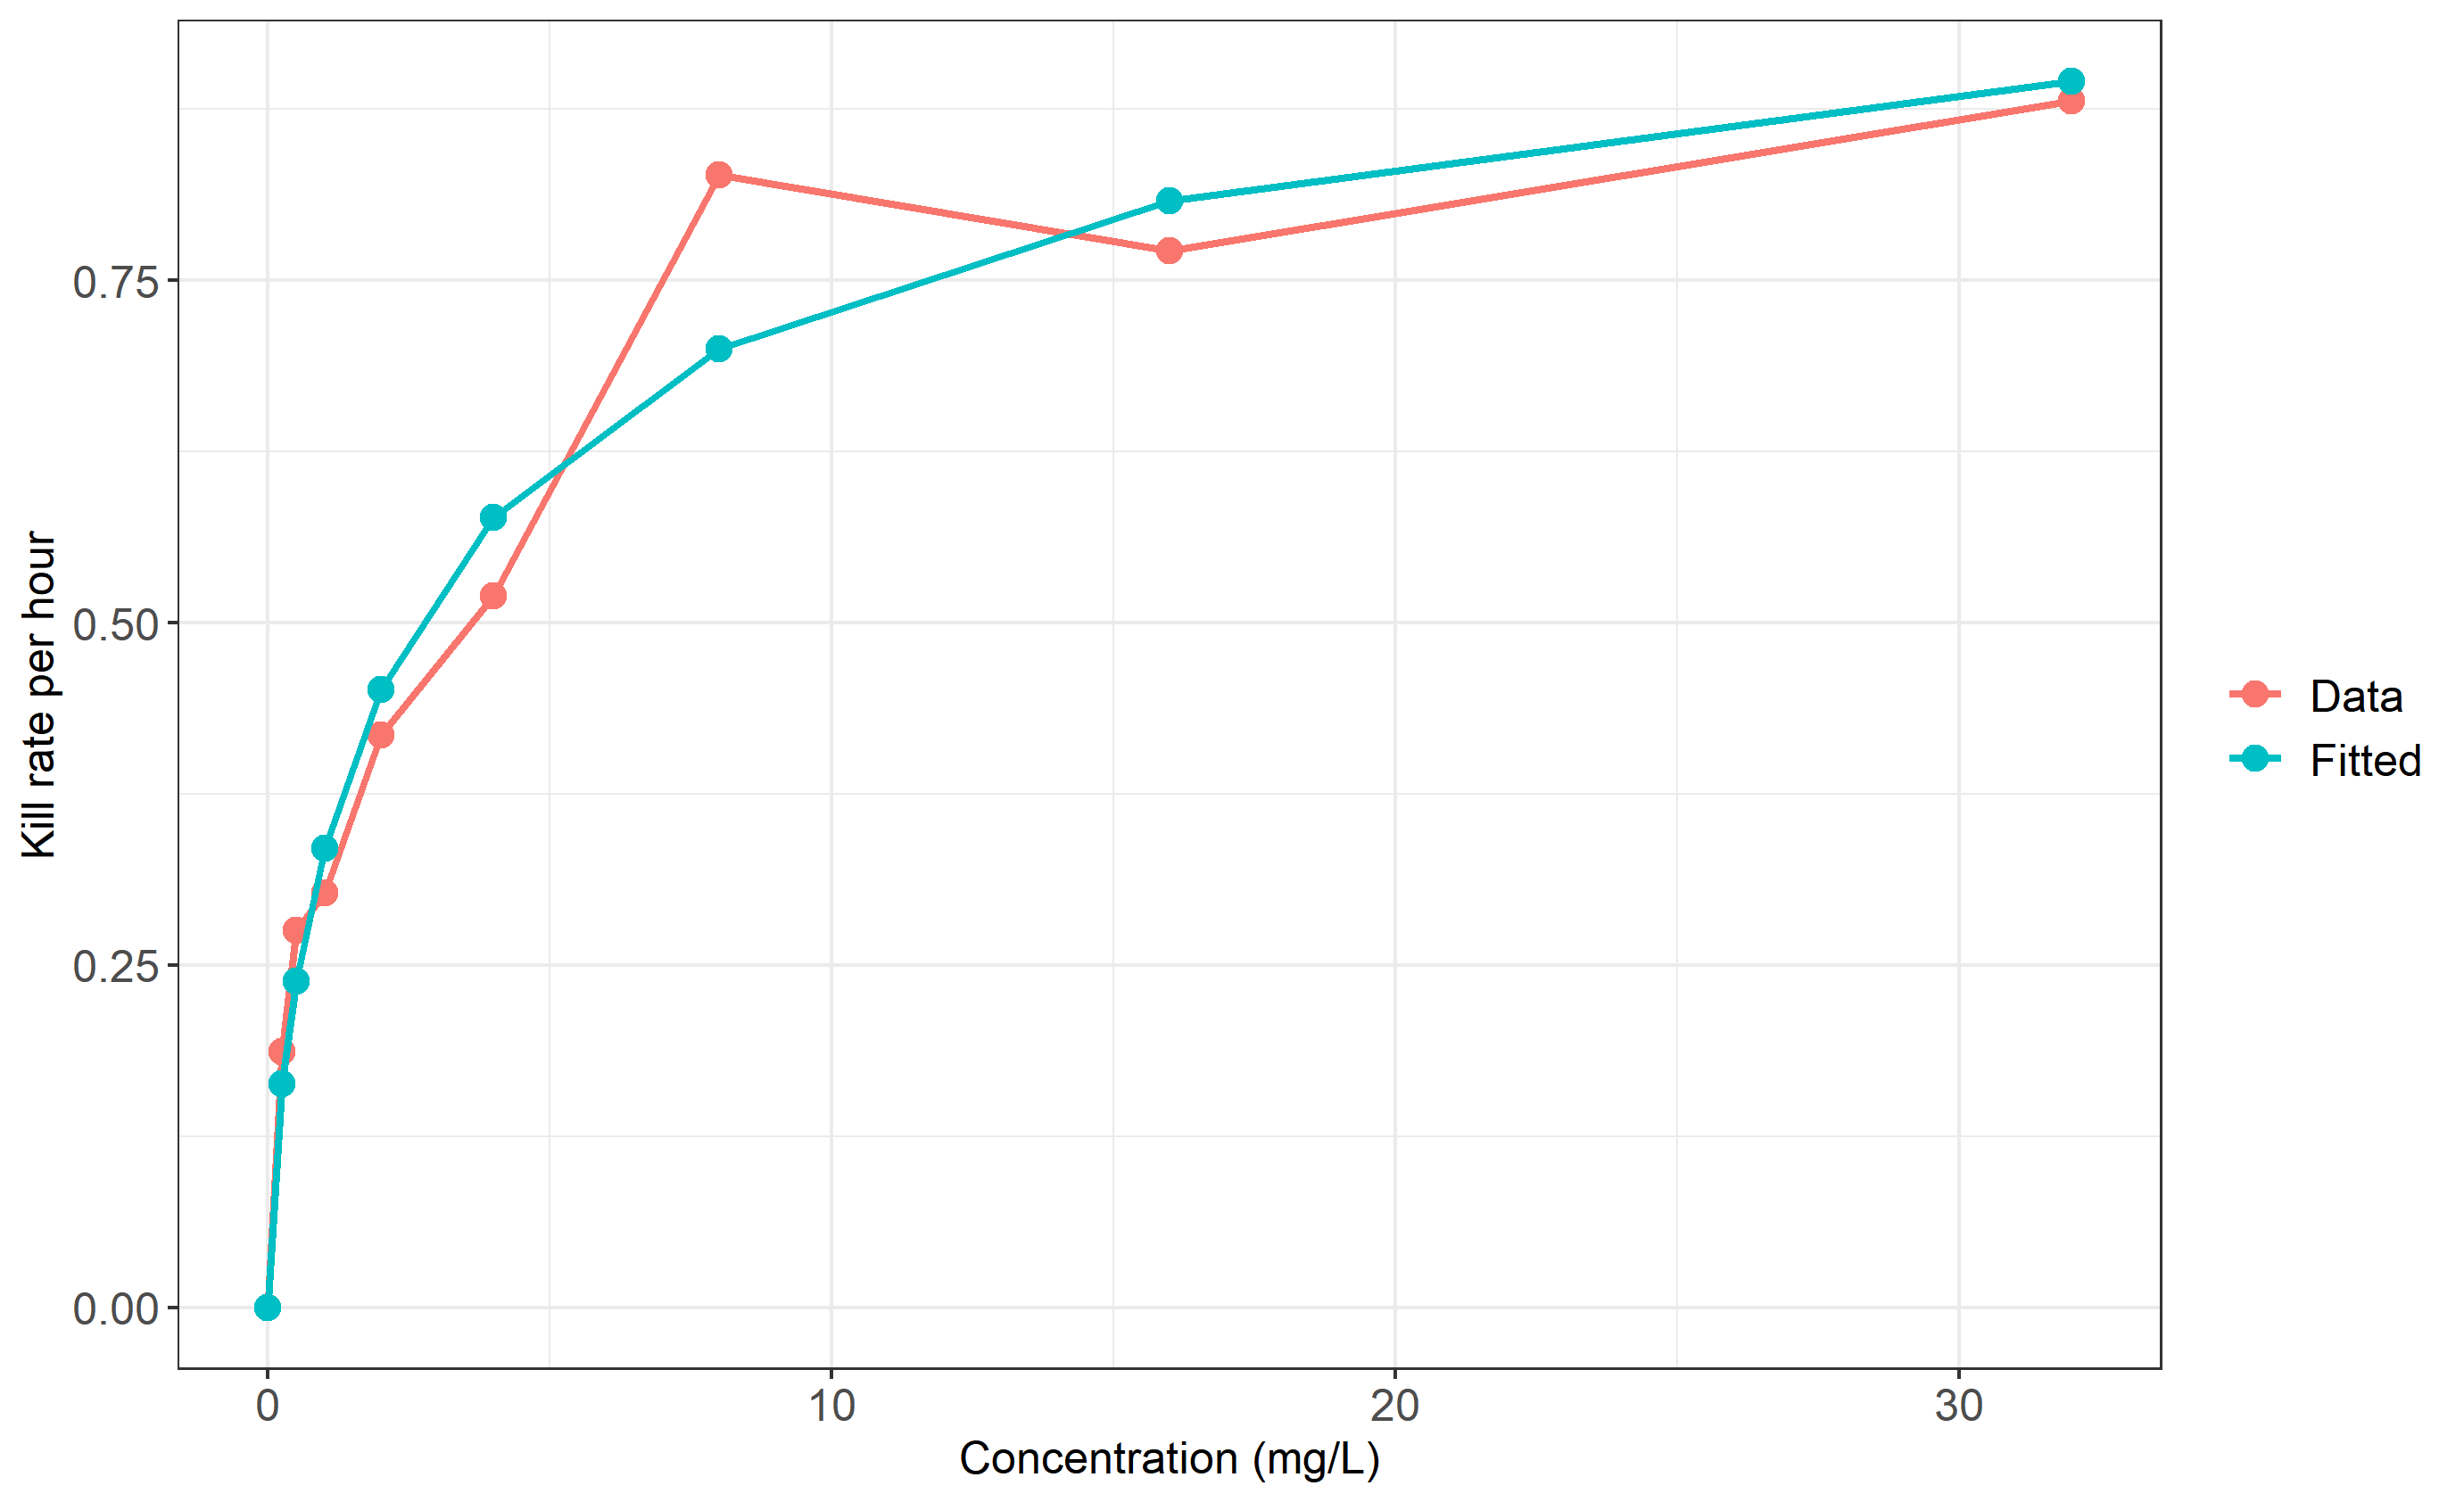 Kill rate per hour
0.75
0.50
0.25
0.00
0 10 20 30
Concentration (mg/L)
Data
Fitted